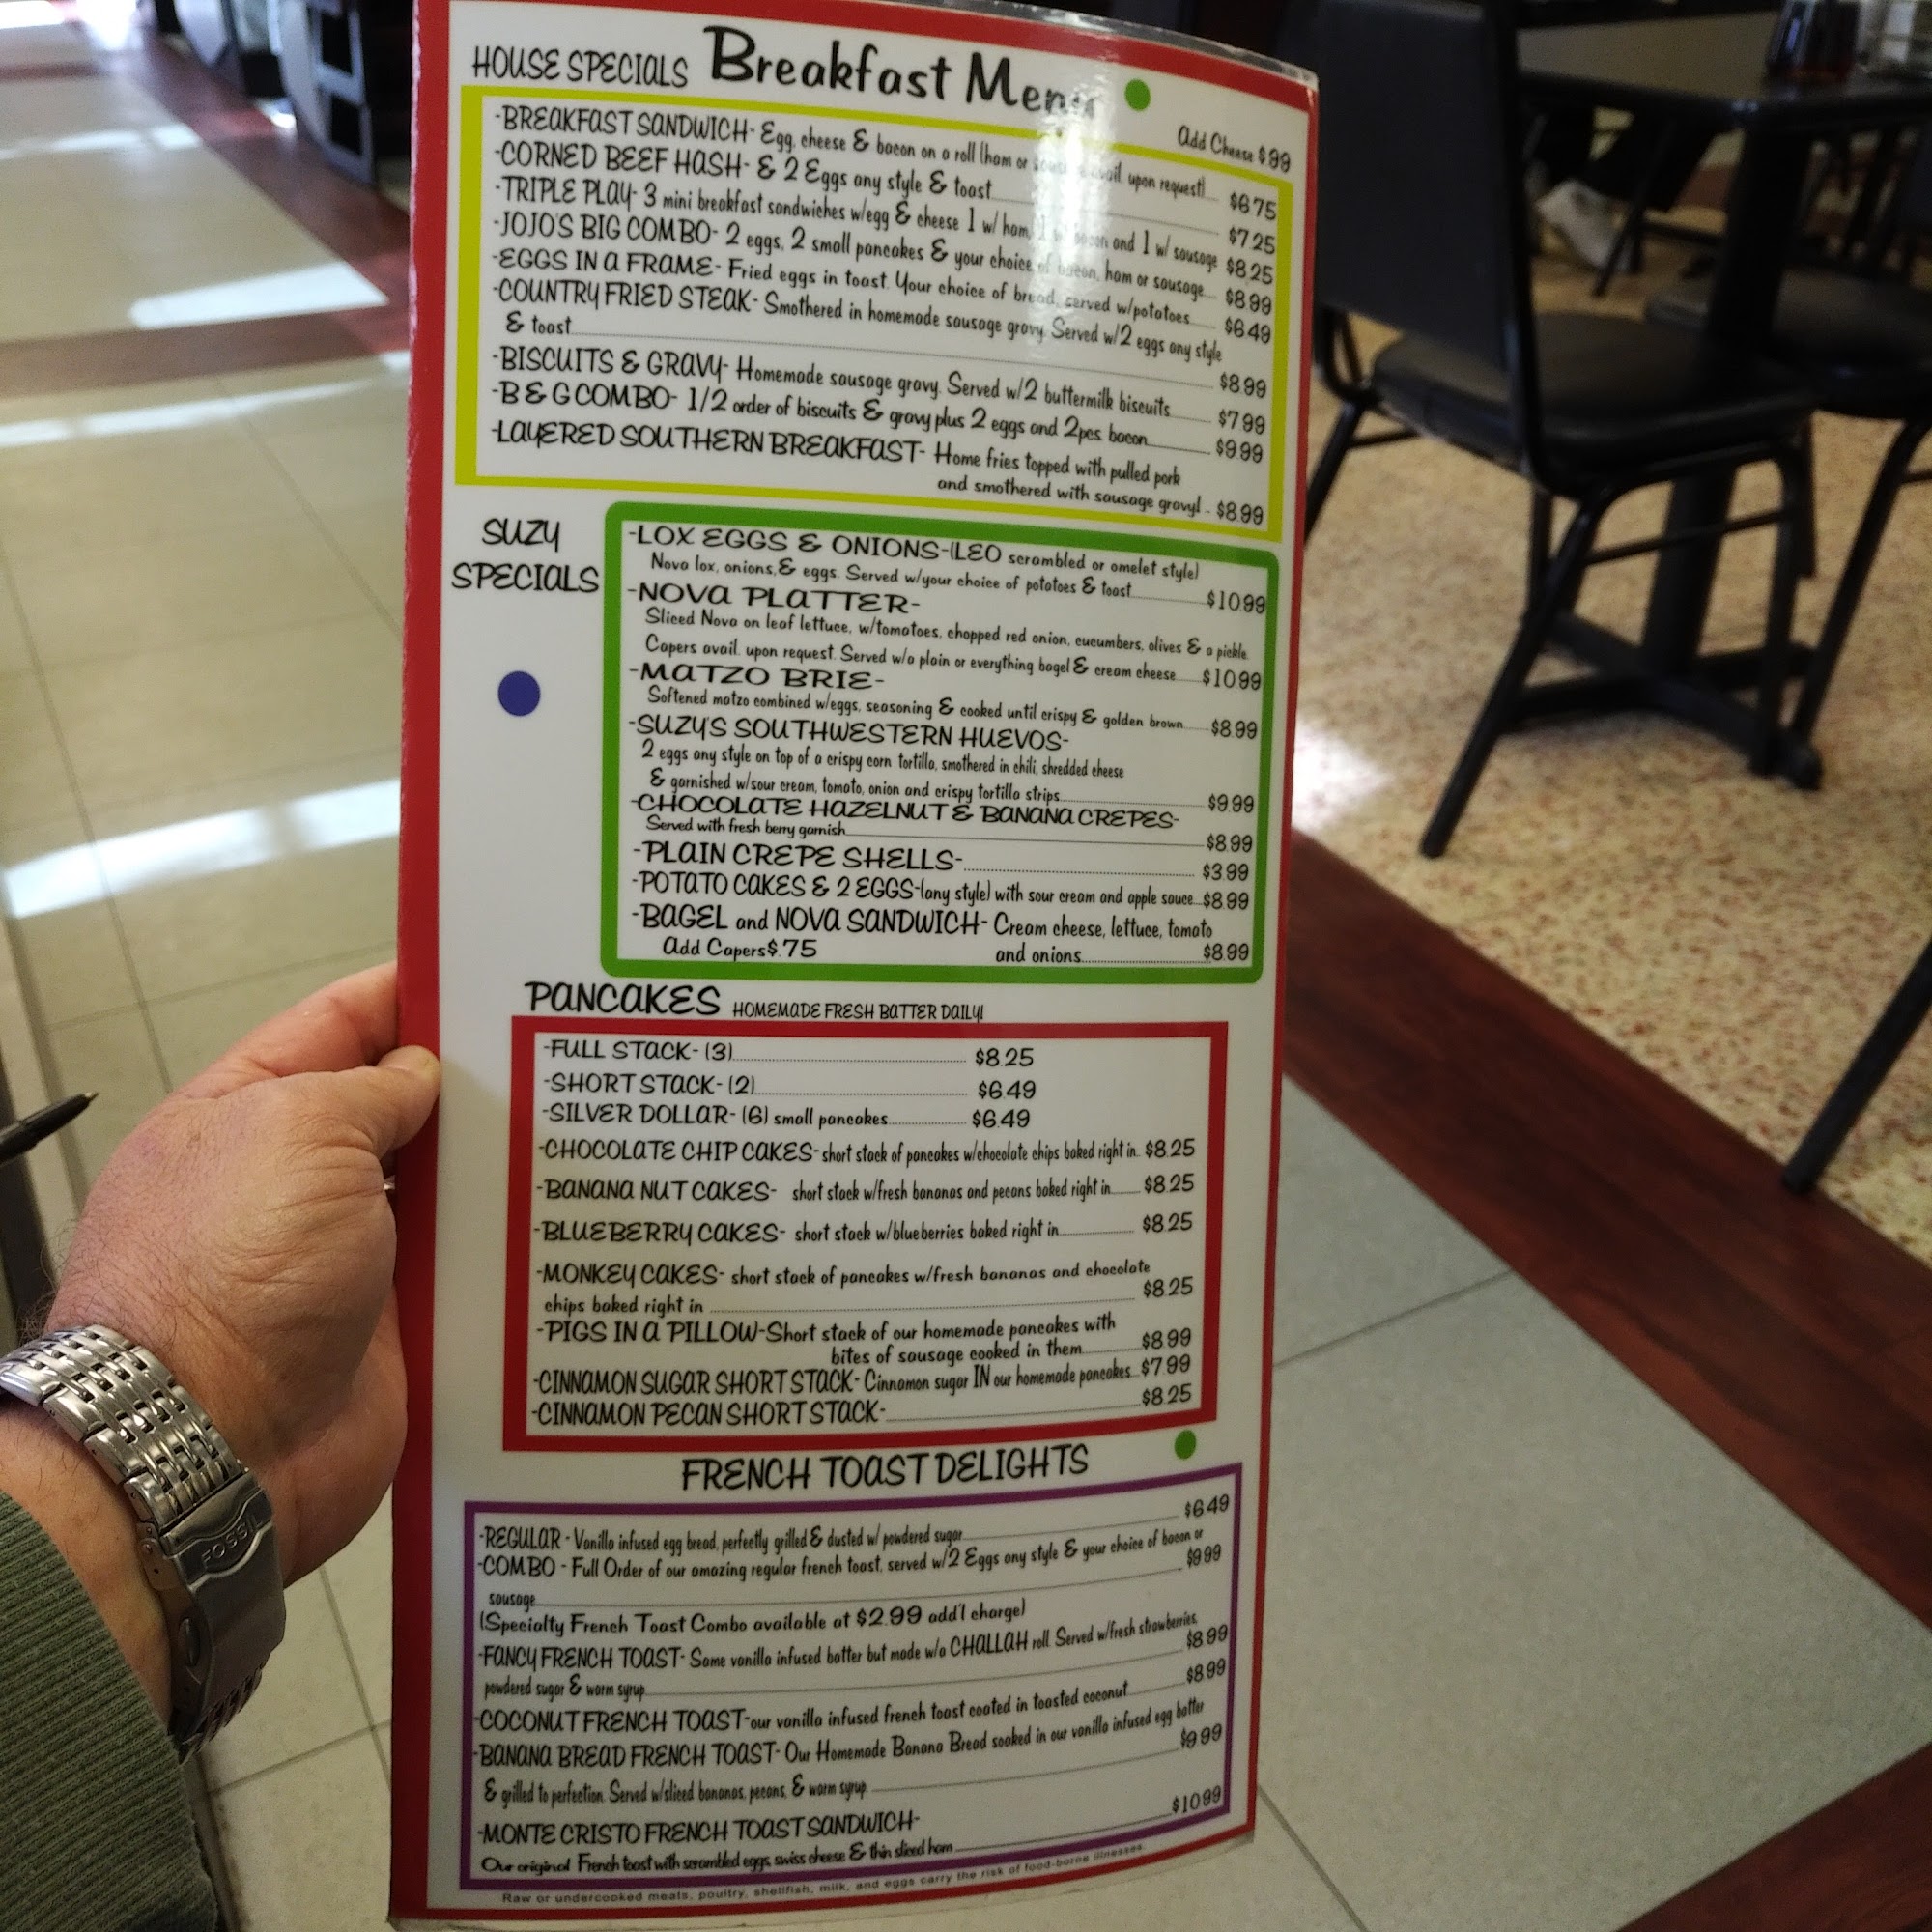 HOUSE SPECIALS Breakfast Menu
Add Cheese $.99
-BREAKFAST SANDWICH- Egg, cheese & bacon on a roll (ham or sausage avail. upon request)... $6.75
-CORNED BEEF HASH- & 2 Eggs any style & toast... $7.25
-TRIPLE PLAY- 3 mini breakfast sandwiches w/egg & cheese 1 w/ ham, 1 w/ bacon and 1 w/ sausage $8.25
-JOJO'S BIG COMBO- 2 eggs, 2 small pancakes & your choice of bacon, ham or sausage... $8.99
-EGGS IN A FRAME- Fried eggs in toast. Your choice of bread, served w/potatoes... $6.49
-COUNTRY FRIED STEAK- Smothered in homemade sausage gravy. Served w/2 eggs any style
& toast... $8.99
-BISCUITS & GRAVY- Homemade sausage gravy. Served w/2 buttermilk biscuits... $7.99
-B & G COMBO- 1/2 order of biscuits & gravy plus 2 eggs and 2pcs. bacon... $9.99
-LAYERED SOUTHERN BREAKFAST- Home fries topped with pulled pork
and smothered with sausage gravy! - $8.99
SUZY
SPECIALS
-LOX EGGS & ONIONS-(LEO scrambled or omelet style)
Nova lox, onions,& eggs. Served w/your choice of potatoes & toast... $10.99
-NOVA PLATTER-
Sliced Nova on leaf lettuce, w/tomatoes, chopped red onion, cucumbers, olives & a pickle.
Capers avail. upon request. Served w/a plain or everything bagel & cream cheese... $10.99
-MATZO BRIE-
Softened matzo combined w/eggs, seasoning & cooked until crispy & golden brown... $8.99
-SUZY'S SOUTHWESTERN HUEVOS-
2 eggs any style on top of a crispy corn tortilla, smothered in chili, shredded cheese
& garnished w/sour cream, tomato, onion and crispy tortilla strips... $9.99
-CHOCOLATE HAZELNUT & BANANA CREPES-
Served with fresh berry garnish... $8.99
-PLAIN CREPE SHELLS-... $3.99
-POTATO CAKES & 2 EGGS-(any style) with sour cream and apple sauce... $8.99
-BAGEL and NOVA SANDWICH- Cream cheese, lettuce, tomato
Add Capers $.75 and onions... $8.99
PANCAKES HOMEMADE FRESH BATTER DAILY!
-FULL STACK- (3)... $8.25
-SHORT STACK- (2)... $6.49
-SILVER DOLLAR- (6) small pancakes... $6.49
-CHOCOLATE CHIP CAKES- short stack of pancakes w/chocolate chips baked right in... $8.25
-BANANA NUT CAKES- short stack w/fresh bananas and pecans baked right in... $8.25
-BLUEBERRY CAKES- short stack w/blueberries baked right in... $8.25
-MONKEY CAKES- short stack of pancakes w/fresh bananas and chocolate
chips baked right in... $8.25
-PIGS IN A PILLOW-Short stack of our homemade pancakes with
bites of sausage cooked in them... $8.99
-CINNAMON SUGAR SHORT STACK- Cinnamon sugar IN our homemade pancakes... $7.99
-CINNAMON PECAN SHORT STACK-... $8.25
FRENCH TOAST DELIGHTS
-REGULAR - Vanilla infused egg bread, perfectly grilled & dusted w/ powdered sugar... $6.49
-COMBO - Full Order of our amazing regular french toast, served w/2 Eggs any style & your choice of bacon or
sausage... $9.99
(Specialty French Toast Combo available at $2.99 add'l charge)
-FANCY FRENCH TOAST- Same vanilla infused batter but made w/a CHALLAH roll. Served w/fresh strawberries,
powdered sugar & warm syrup... $8.99
-COCONUT FRENCH TOAST-our vanilla infused french toast coated in toasted coconut... $8.99
-BANANA BREAD FRENCH TOAST- Our Homemade Banana Bread soaked in our vanilla infused egg batter
& grilled to perfection. Served w/sliced bananas, pecans, & warm syrup... $9.99
-MONTE CRISTO FRENCH TOAST SANDWICH-
Our original French toast with scrambled eggs, swiss cheese & thin sliced ham... $10.99
Raw or undercooked meats, poultry, shellfish, milk, and eggs carry the risk of food-borne illnesses.
FOSSIL